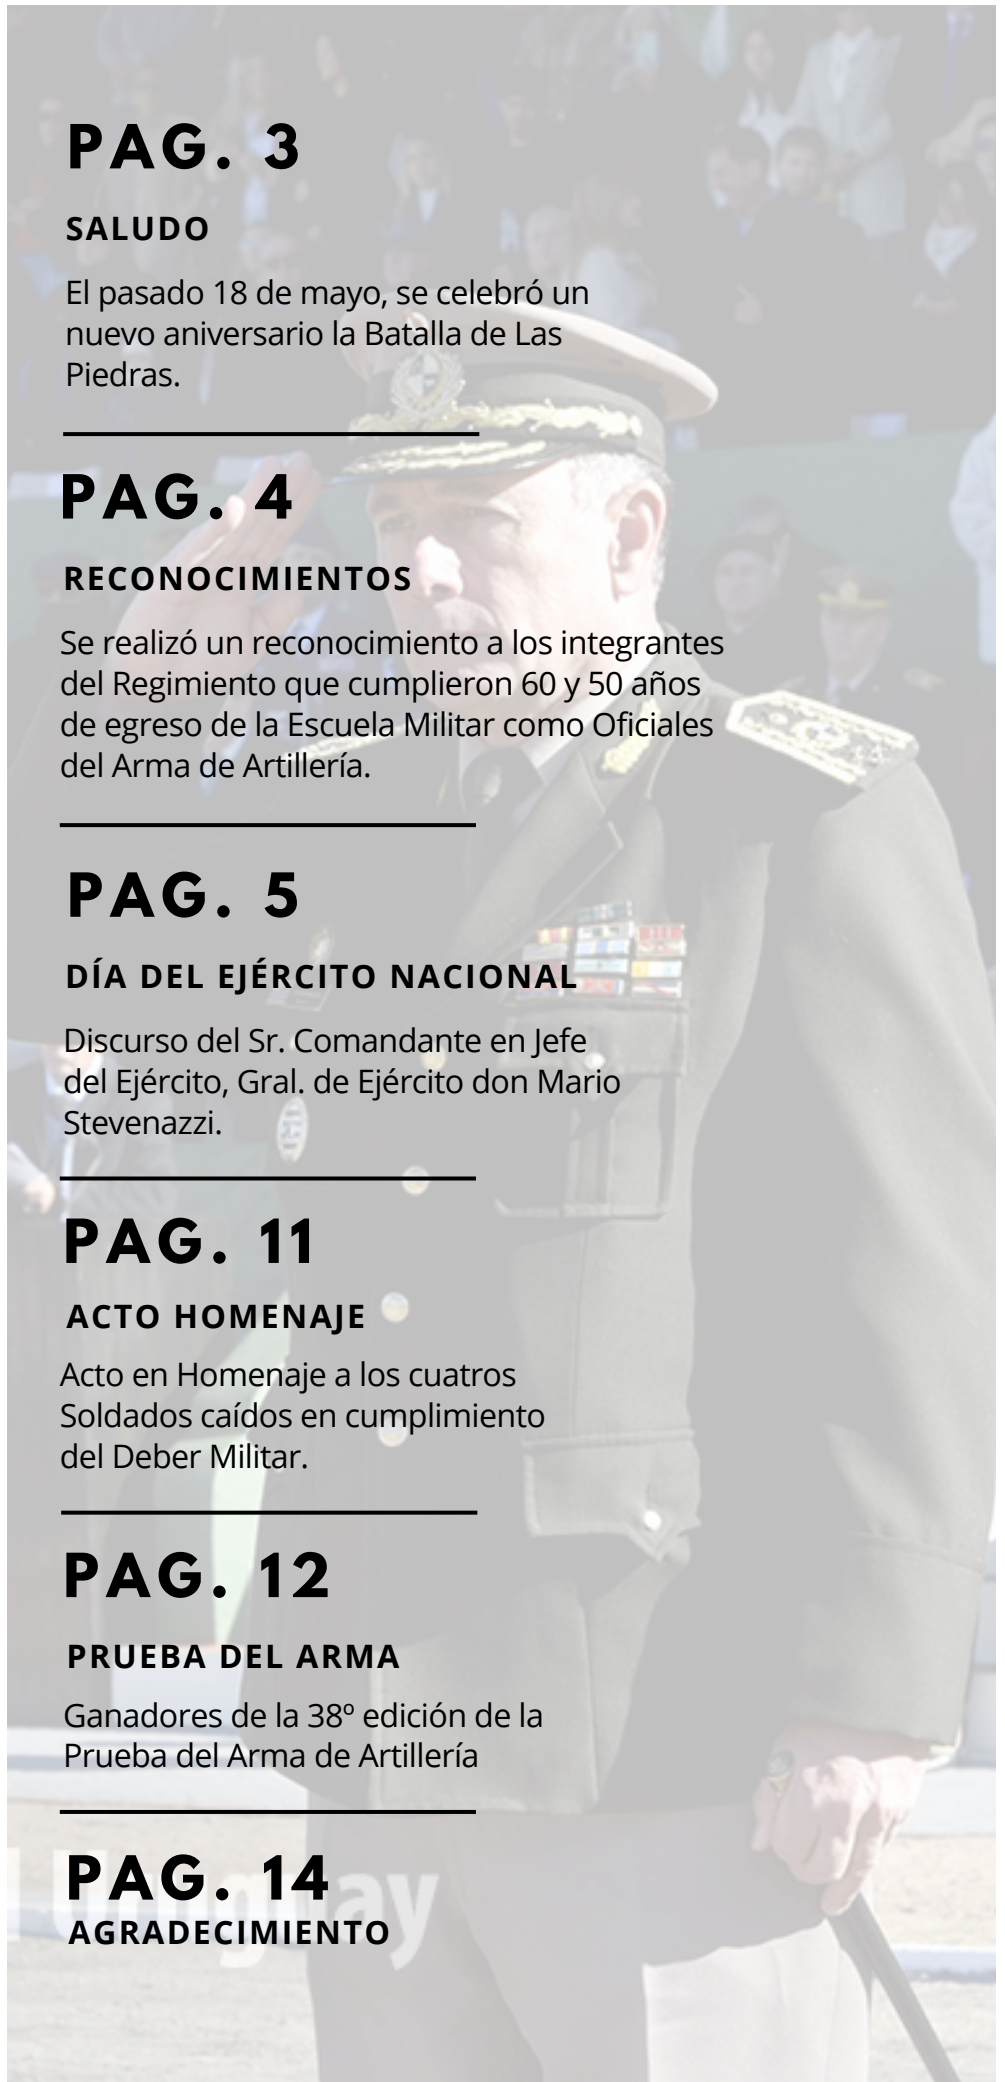 PAG. 3
SALUDO
El pasado 18 de mayo, se celebró un
nuevo aniversario la Batalla de Las
Piedras.
PAG. 4
RECONOCIMIENTOS
Se realizó un reconocimiento a los integrantes
del Regimiento que cumplieron 60 y 50 años
de egreso de la Escuela Militar como Oficiales
del Arma de Artillería.
PAG. 5
DÍA DEL EJÉRCITO NACIONAL
Discurso del Sr. Comandante en Jefe
del Ejército, Gral. de Ejército don Mario
Stevenazzi.
PAG. 11
ACTO HOMENAJE
Acto en Homenaje a los cuatros
Soldados caídos en cumplimiento
del Deber Militar.
PAG. 12
PRUEBA DEL ARMA
Ganadores de la 38º edición de la
Prueba del Arma de Artillería
PAG. 14
Uruguay
AGRADECIMIENTO